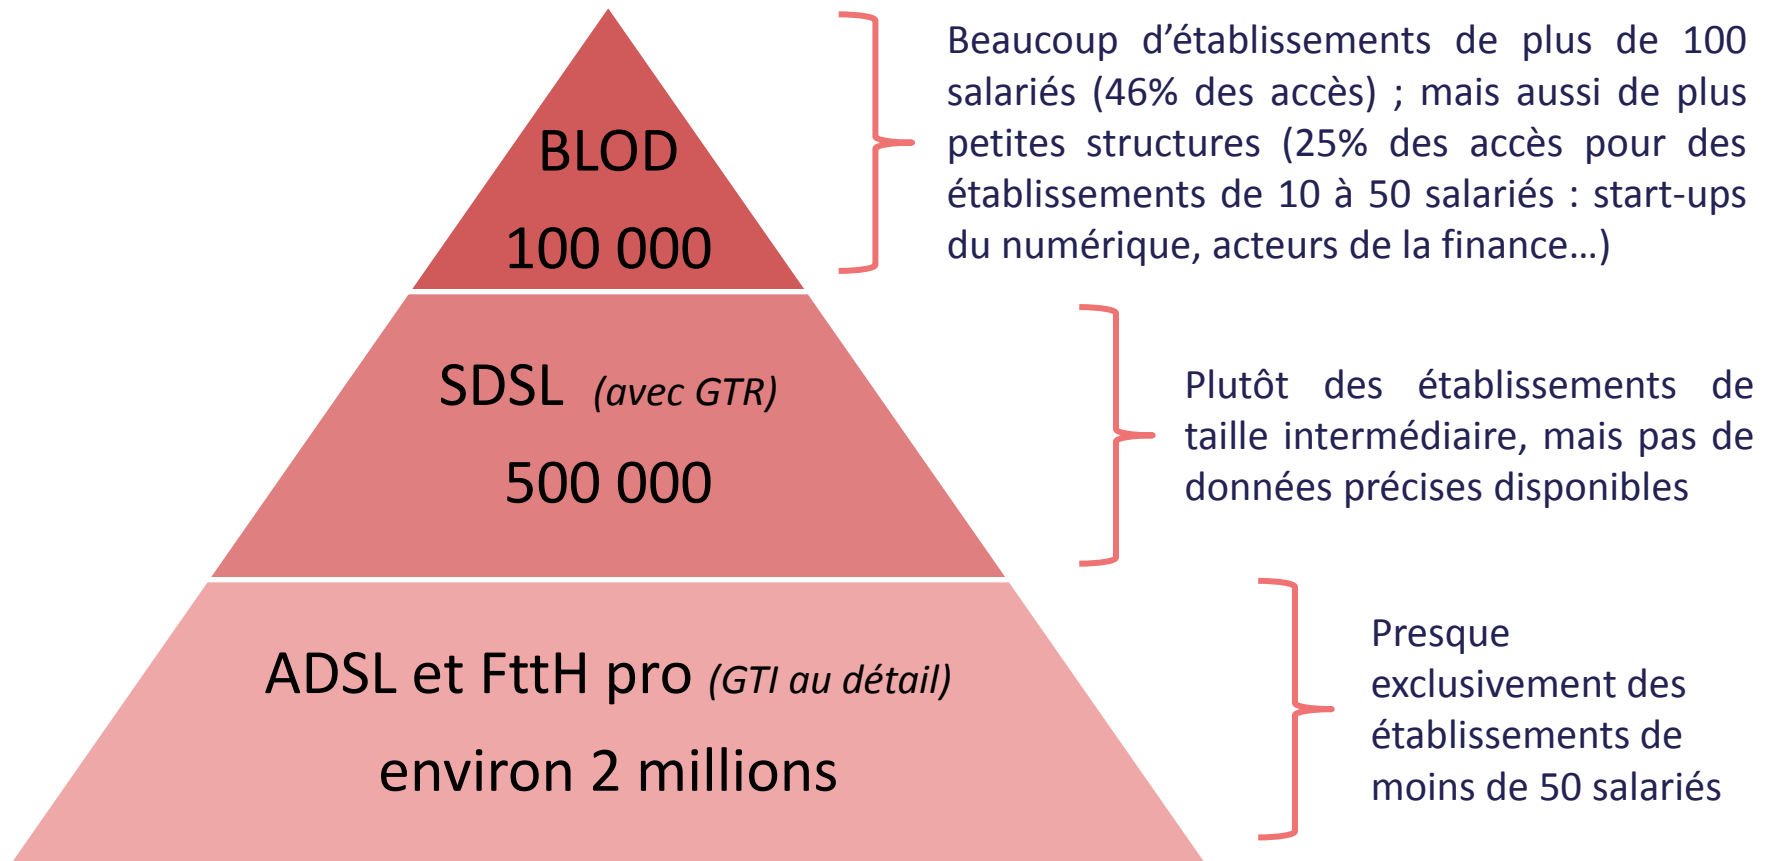 BLOD
100 000
Beaucoup d’établissements de plus de 100
salariés (46% des accès) ; mais aussi de plus
petites structures (25% des accès pour des
établissements de 10 à 50 salariés : start-ups
du numérique, acteurs de la finance…)
SDSL (avec GTR)
500 000
Plutôt des établissements de
taille intermédiaire, mais pas de
données précises disponibles
ADSL et FttH pro (GTI au détail)
environ 2 millions
Presque
exclusivement des
établissements de
moins de 50 salariés